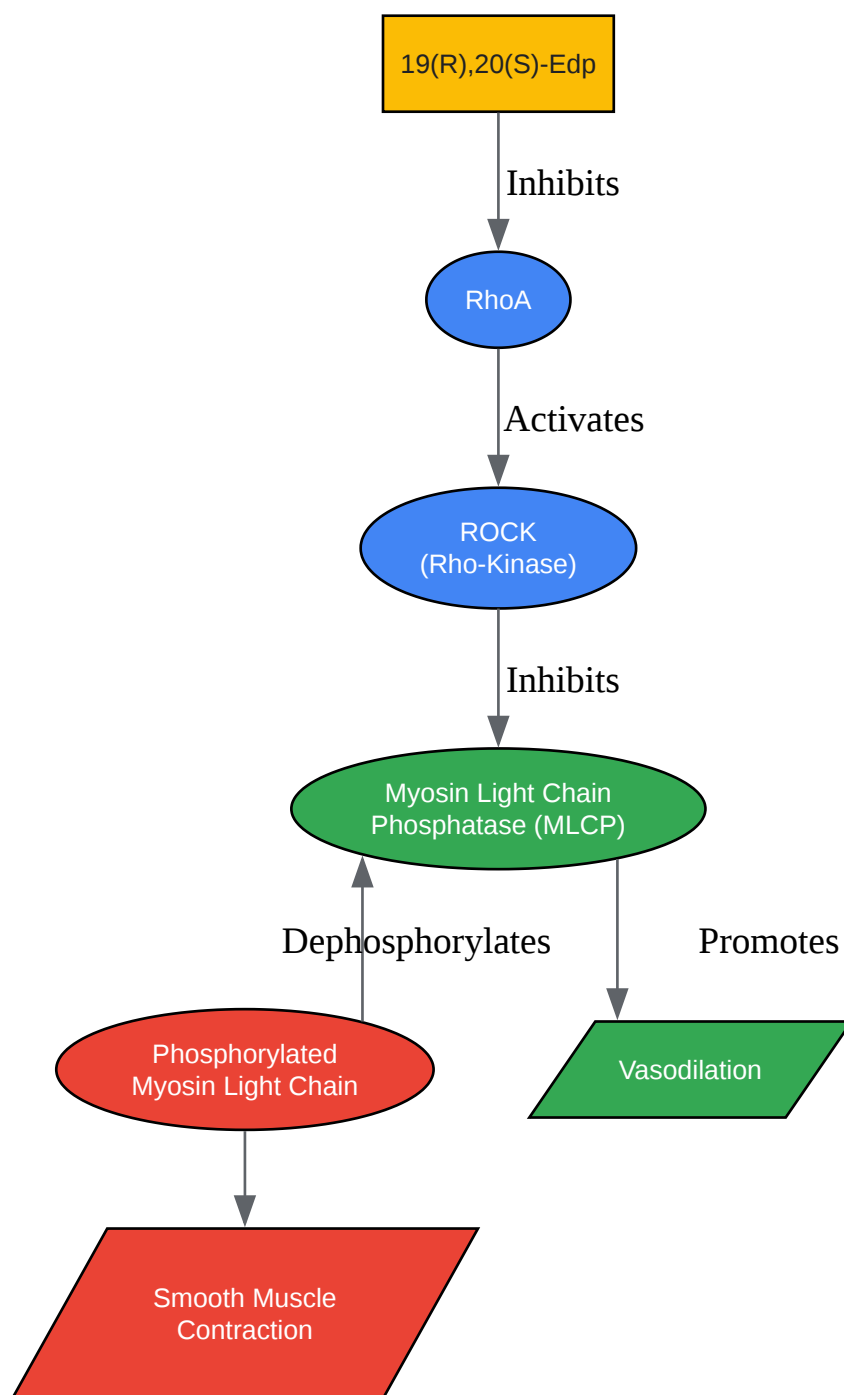 19(R),20(S)-Edp
Inhibits
RhoA
Activates
ROCK
(Rho-Kinase)
Inhibits
Myosin Light Chain
Phosphatase (MLCP)
Dephosphorylates
Promotes
Phosphorylated
Myosin Light Chain
Vasodilation
Smooth Muscle
Contraction